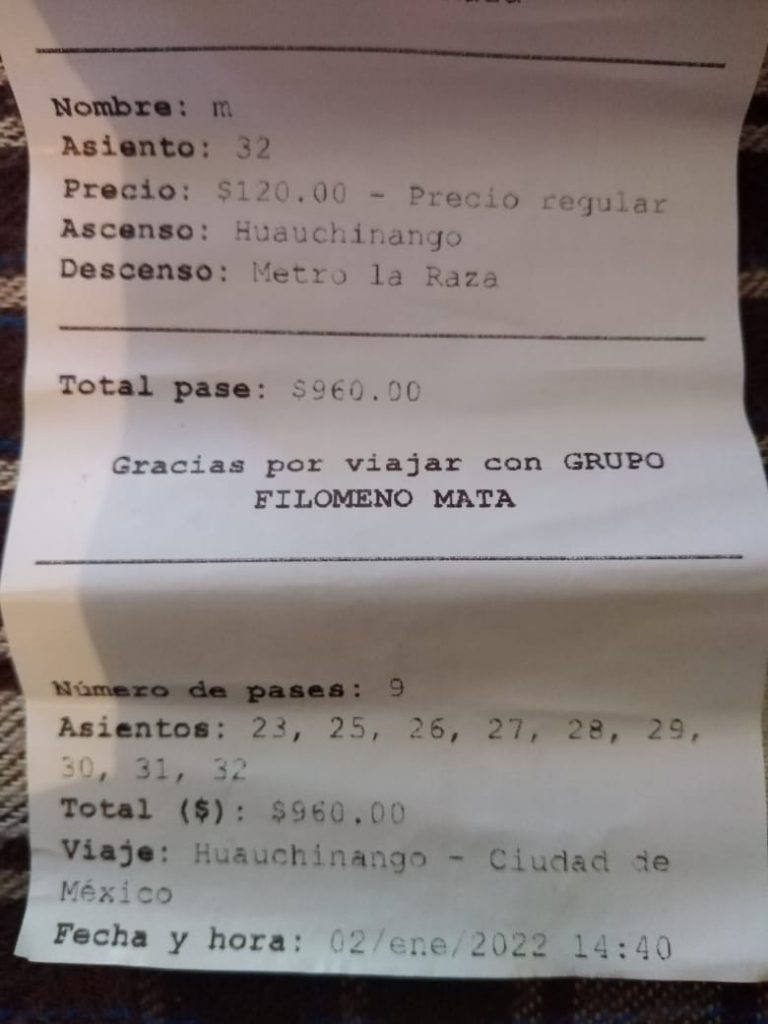 Nombre: m
Asiento: 32
Precio: $120.00 - Precio regular
Ascenso: Huauchinango
Descenso: Metro la Raza
Total pase: $960.00
Gracias por viajar con GRUPO
FILOMENO MATA
Número de pases: 9
Asientos: 23, 25, 26, 27, 28, 29,
30, 31, 32
Total ($): $960.00
Viaje: Huauchinango - Ciudad de
México
Fecha y hora: 02/ene/2022 14:40